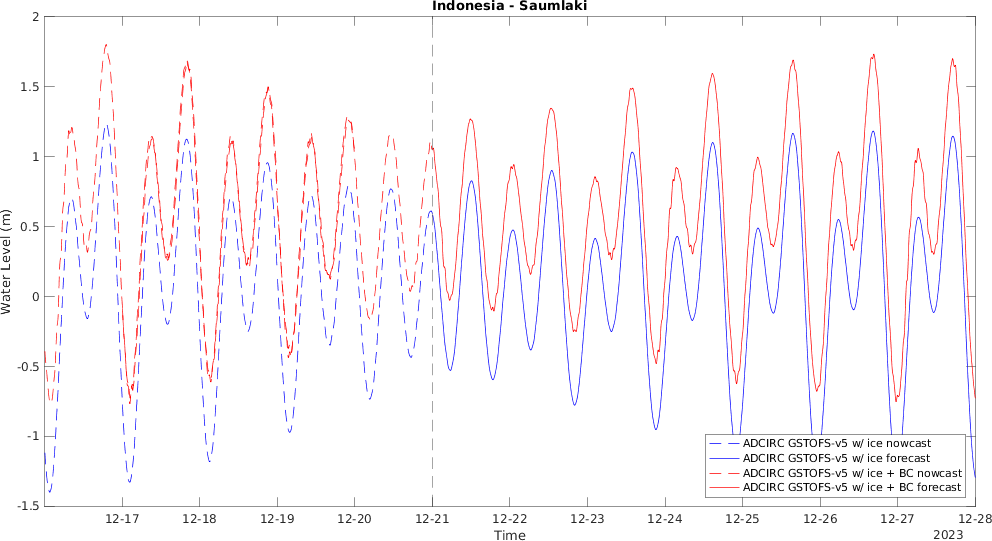 Indonesia - Saumlaki
2
1.5
1
0.5
0
-0.5
-1
-1.5
Water Level (m)
ADCIRC GSTOFS-v5 w/ ice nowcast
ADCIRC GSTOFS-v5 w/ ice forecast
ADCIRC GSTOFS-v5 w/ ice + BC nowcast
ADCIRC GSTOFS-v5 w/ ice + BC forecast
12-17 12-18 12-19 12-20 12-21 12-22 12-23 12-24 12-25 12-26 12-27 12-28
Time 2023